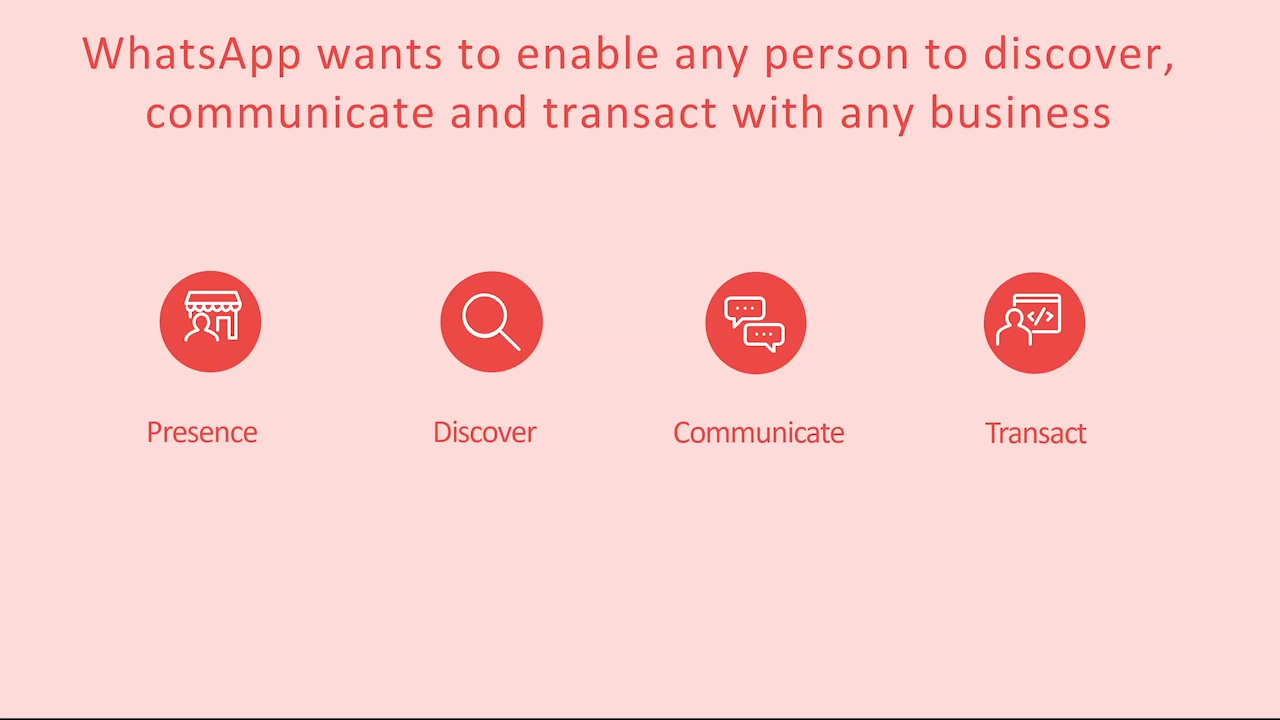 WhatsApp wants to enable any person to discover,
communicate and transact with any business
Presence
Discover
Communicate
Transact